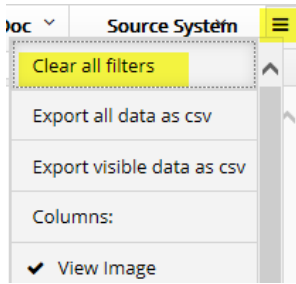 Doc Source System
Clear all filters
Export all data as csv
Export visible data as csv
Columns:
View Image